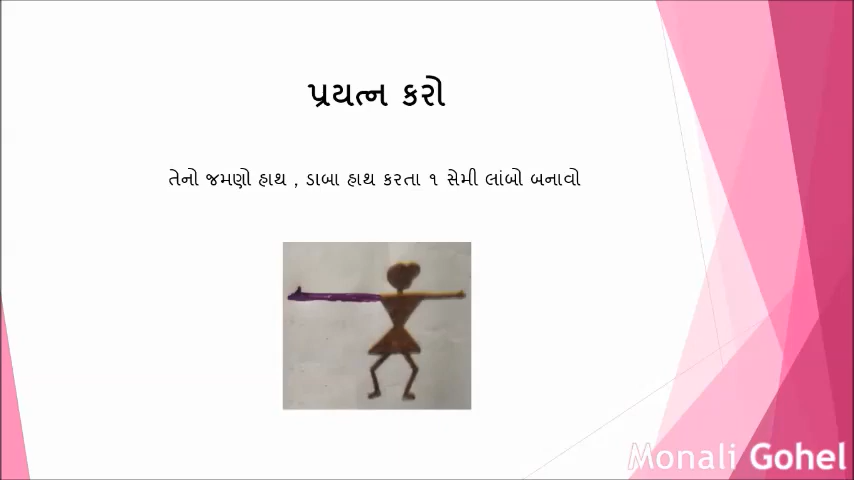 પ્રયત્ન કરો
તેનો જમણો હાથ , ડાબા હાથ કરતા ૧ સેમી લાંબો બનાવો
Monali Gohel